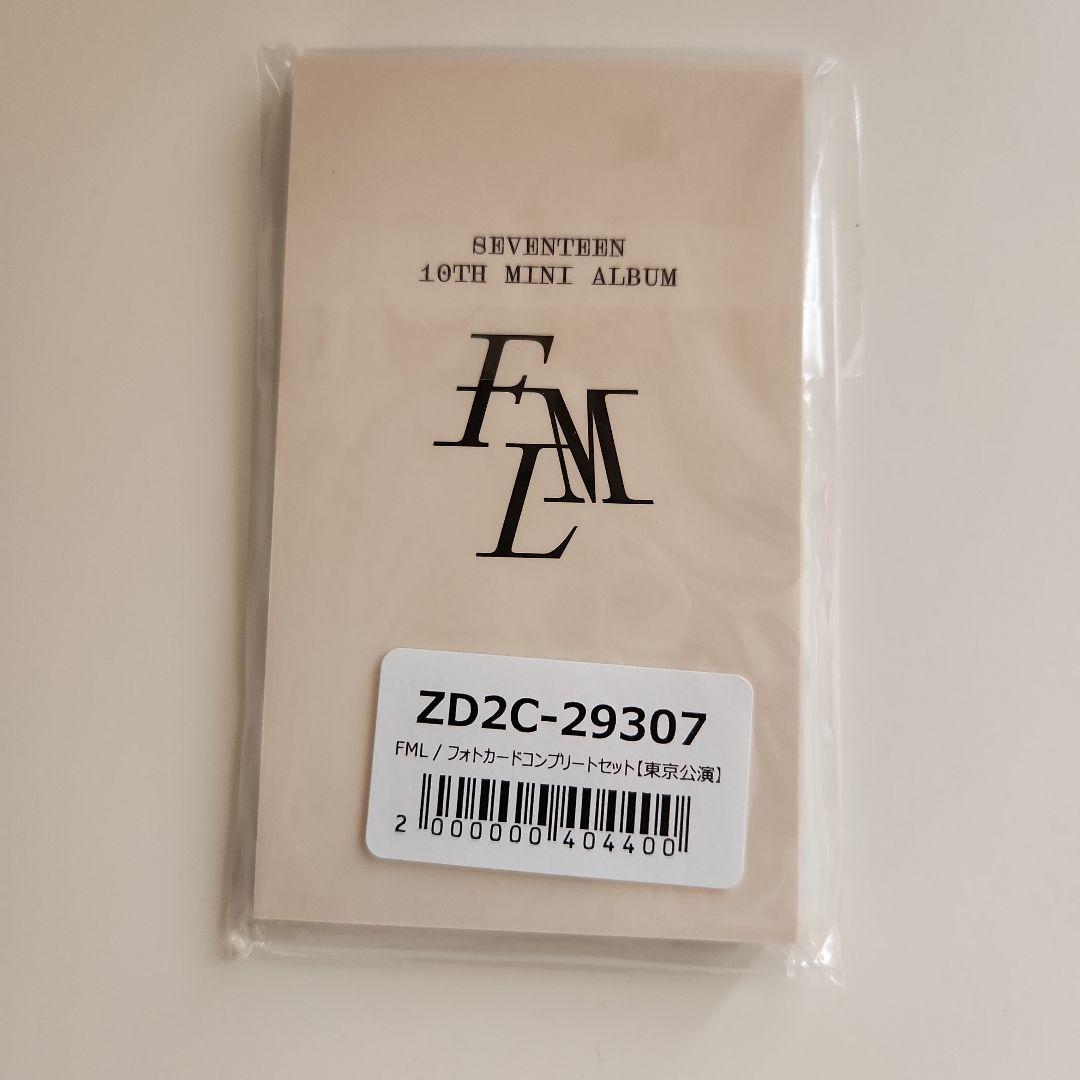 SEVENTEEN
10TH MINI ALBUM
FML
ZD2C-29307
FML / フォトカードコンプリートセット【東京公演】
2 000000 404400